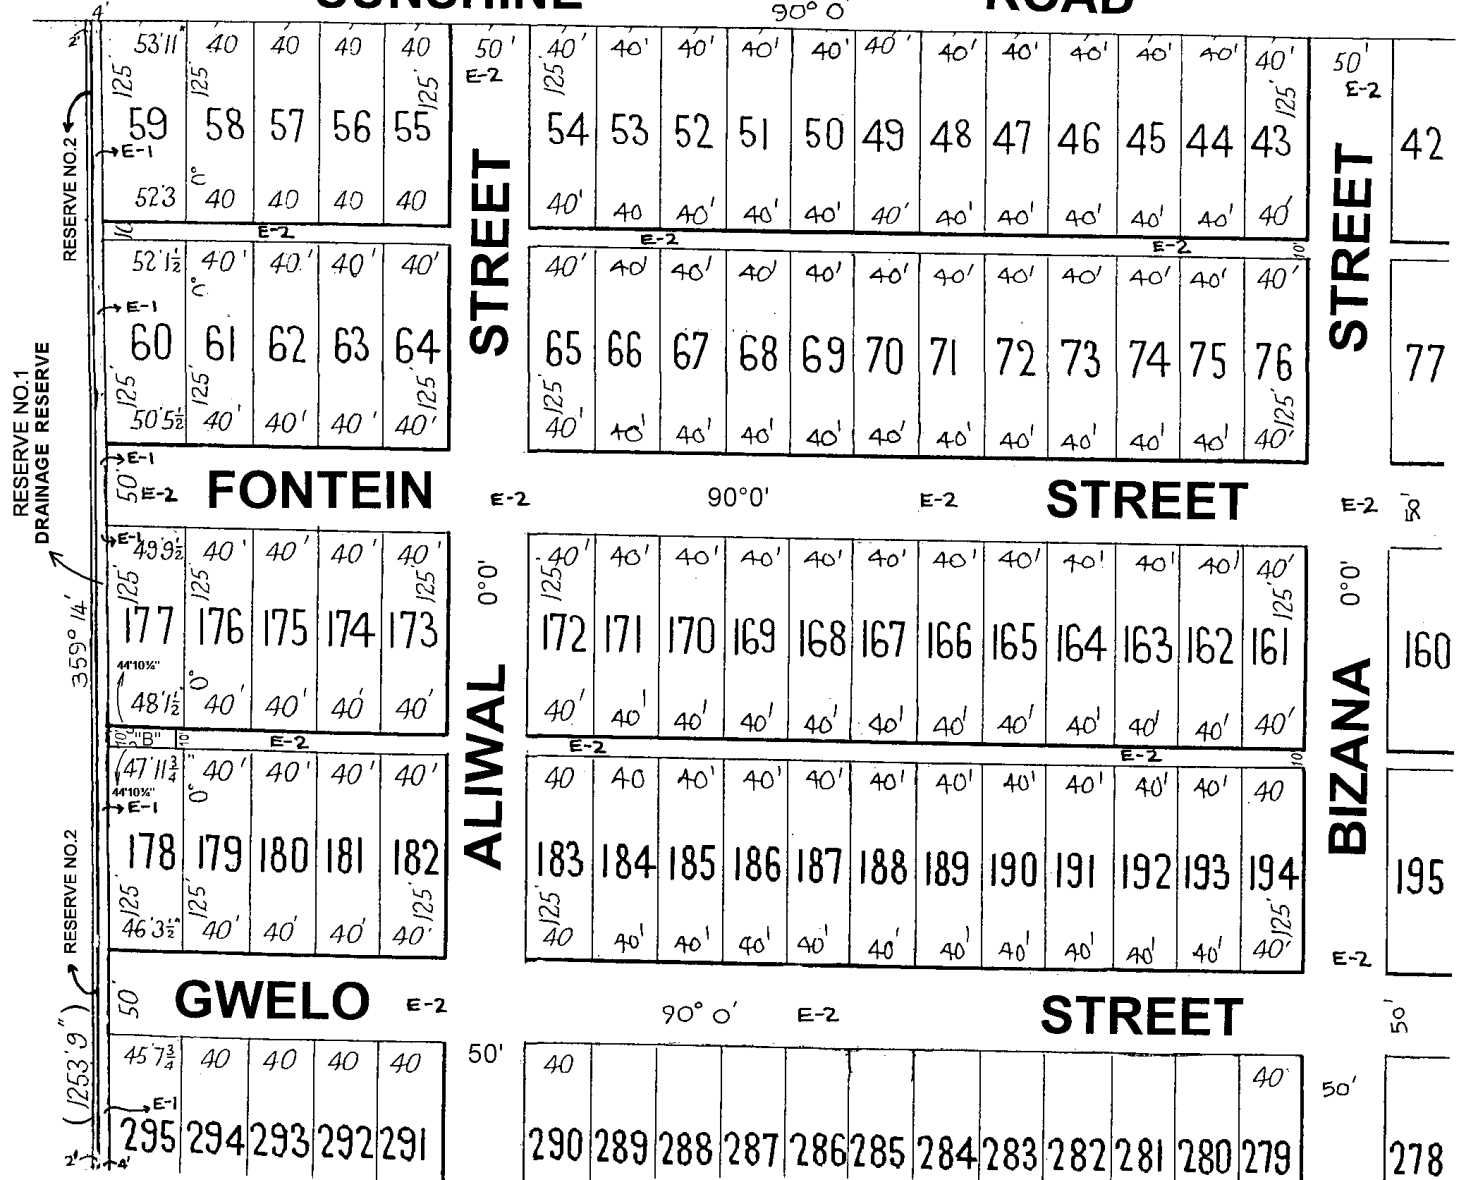 SUNSHINE 90° 0' ROAD
4'
2'
53'11" 40 40 40 40 50' 40' 40' 40' 40' 40' 40' 40' 40' 40' 40' 40' 40' 50'
E-2 E-2
125' 125' 125' 125' 125'
59 58 57 56 55 54 53 52 51 50 49 48 47 46 45 44 43 42
E-1
RESERVE NO.2
0°
52'3 40 40 40 40 40' 40 40' 40' 40' 40' 40' 40' 40' 40' 40' 40'
10' E-2 E-2 E-2 10'
STREET STREET
52'1½ 40' 40' 40' 40' 40' 40' 40' 40' 40' 40' 40' 40' 40' 40' 40' 40'
0°
E-1
60 61 62 63 64 65 66 67 68 69 70 71 72 73 74 75 76 77
125' 125' 125' 125' 125'
50'5½ 40' 40' 40' 40' 40' 40' 40' 40' 40' 40' 40' 40' 40' 40' 40' 40'
RESERVE NO.1
DRAINAGE RESERVE
E-1
50' E-2 FONTEIN E-2 90°0' E-2 STREET E-2 50'
E-1
49'9½ 40' 40' 40' 40' 40' 40' 40' 40' 40' 40' 40' 40' 40' 40' 40' 40'
125' 125' 125' 0°0' 125' 125' 0°0'
359° 14'
177 176 175 174 173 172 171 170 169 168 167 166 165 164 163 162 161 160
44'10¼"
0°
48'1½ 40' 40' 40' 40' 40' 40' 40' 40' 40' 40' 40' 40' 40' 40' 40' 40'
10' "B" 10' E-2 E-2 E-2 10'
ALIWAL BIZANA
47'11¾ 40' 40' 40' 40' 40 40 40' 40' 40' 40' 40' 40' 40' 40' 40' 40
44'10¼" 0°
E-1
178 179 180 181 182 183 184 185 186 187 188 189 190 191 192 193 194 195
RESERVE NO.2
125' 125' 125' 125' 125'
46'3½" 40' 40' 40' 40' 40 40' 40' 40' 40' 40' 40' 40' 40' 40' 40' 40'
E-2
50' GWELO E-2 90° 0' E-2 STREET 50'
(1253'9")
45'7¾ 40 40 40 40 50' 40 40' 50'
E-1
295 294 293 292 291 290 289 288 287 286 285 284 283 282 281 280 279 278
2' 4'